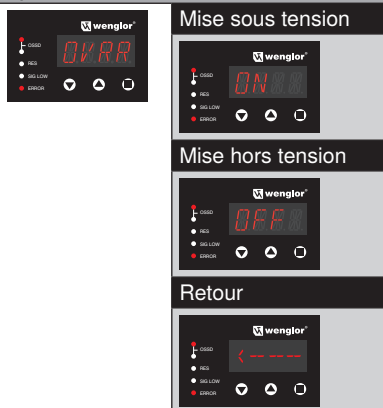 wenglor®
OVRR
OSSD
RES
SIG LOW
ERROR
Mise sous tension
wenglor®
ON
OSSD
RES
SIG LOW
ERROR
Mise hors tension
wenglor®
OFF
OSSD
RES
SIG LOW
ERROR
Retour
wenglor®
<-----
OSSD
RES
SIG LOW
ERROR